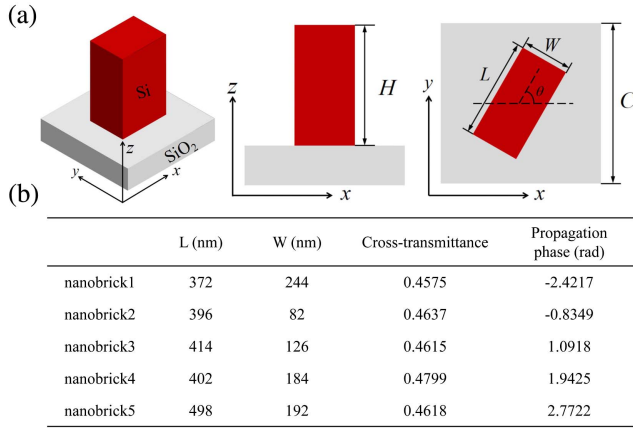 (a)
Si
SiO₂
z
y
x
z
x
H
y
x
L
W
θ
C
(b)
L (nm) W (nm) Cross-transmittance Propagation phase (rad)
nanobrick1 372 244 0.4575 -2.4217
nanobrick2 396 82 0.4637 -0.8349
nanobrick3 414 126 0.4615 1.0918
nanobrick4 402 184 0.4799 1.9425
nanobrick5 498 192 0.4618 2.7722